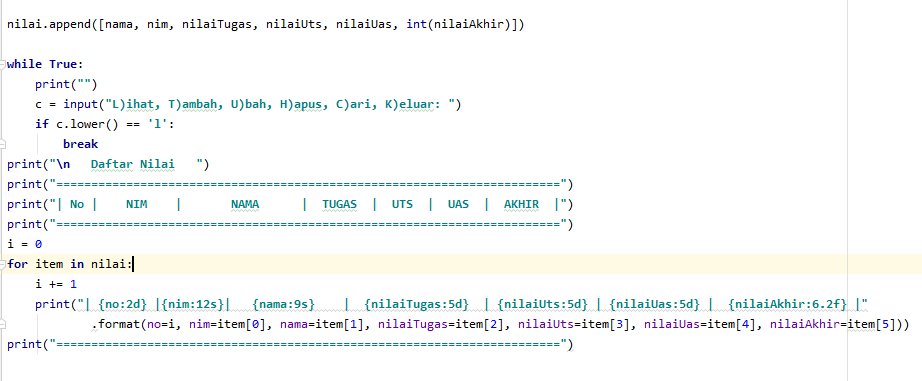 nilai.append([nama, nim, nilaiTugas, nilaiUts, nilaiUas, int(nilaiAkhir)])
while True:
    print("")
    c = input("L)ihat, T)ambah, U)bah, H)apus, C)ari, K)eluar: ")
    if c.lower() == 'l':
        break
print("\n   Daftar Nilai   ")
print("========================================================================")
print("| No |    NIM    |       NAMA      |  TUGAS  |  UTS  |  UAS  |  AKHIR  |")
print("========================================================================")
i = 0
for item in nilai:
    i += 1
    print("| {no:2d} |{nim:12s}|   {nama:9s}    |  {nilaiTugas:5d}  | {nilaiUts:5d} | {nilaiUas:5d} |  {nilaiAkhir:6.2f} |"
            .format(no=i, nim=item[0], nama=item[1], nilaiTugas=item[2], nilaiUts=item[3], nilaiUas=item[4], nilaiAkhir=item[5]))
print("========================================================================")